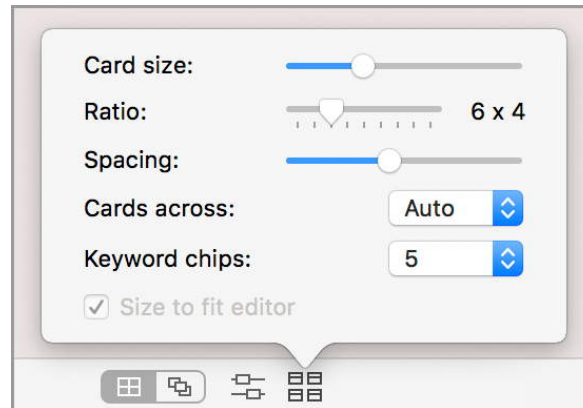 Card size:
Ratio: 6 x 4
Spacing:
Cards across: Auto
Keyword chips: 5
Size to fit editor